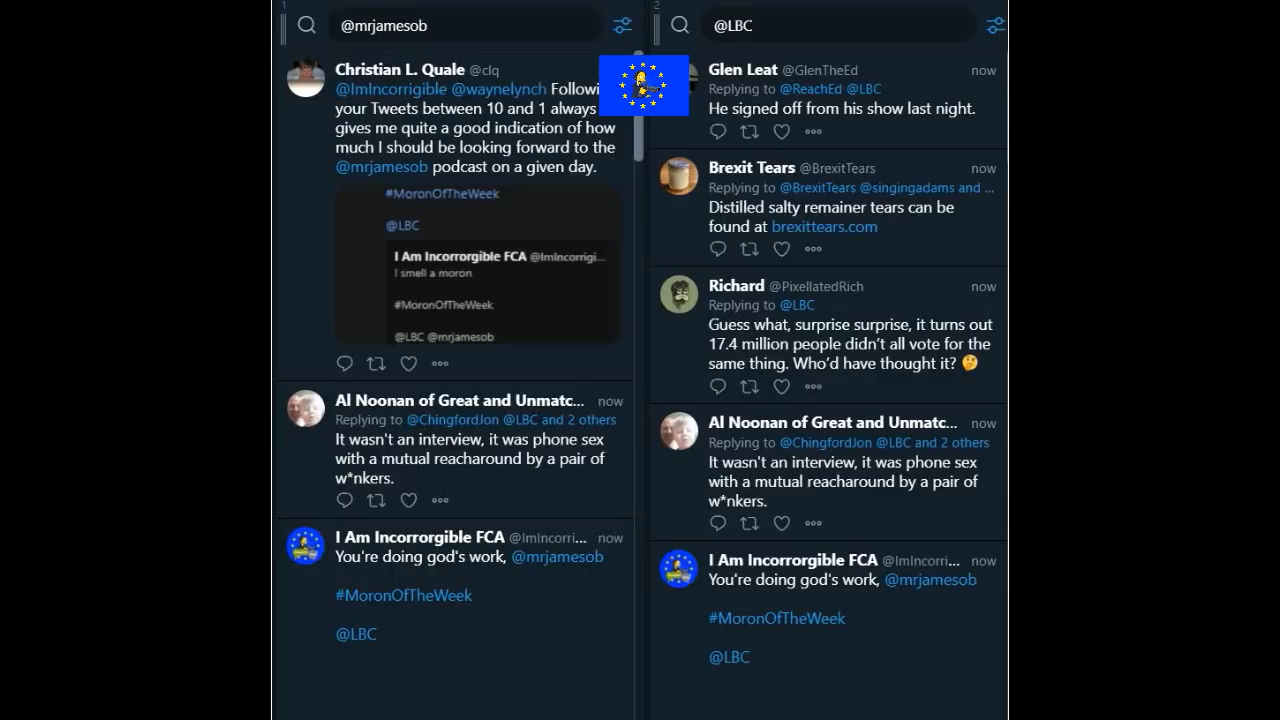 1
@mrjamesob
Christian L. Quale @clq
@ImIncorrigible @waynelynch Followi
your Tweets between 10 and 1 always
gives me quite a good indication of how
much I should be looking forward to the
@mrjamesob podcast on a given day.
#MoronOfTheWeek
@LBC
I Am Incorrorgible FCA @ImIncorrigi...
I smell a moron
#MoronOfTheWeek
@LBC @mrjamesob
Al Noonan of Great and Unmatc... now
Replying to @ChingfordJon @LBC and 2 others
It wasn't an interview, it was phone sex
with a mutual reacharound by a pair of
w*nkers.
I Am Incorrorgible FCA @ImIncorri... now
You're doing god's work, @mrjamesob
#MoronOfTheWeek
@LBC
2
@LBC
Glen Leat @GlenTheEd now
Replying to @ReachEd @LBC
He signed off from his show last night.
Brexit Tears @BrexitTears now
Replying to @BrexitTears @singingadams and ...
Distilled salty remainer tears can be
found at brexittears.com
Richard @PixellatedRich now
Replying to @LBC
Guess what, surprise surprise, it turns out
17.4 million people didn't all vote for the
same thing. Who'd have thought it? 🤔
Al Noonan of Great and Unmatc... now
Replying to @ChingfordJon @LBC and 2 others
It wasn't an interview, it was phone sex
with a mutual reacharound by a pair of
w*nkers.
I Am Incorrorgible FCA @ImIncorri... now
You're doing god's work, @mrjamesob
#MoronOfTheWeek
@LBC